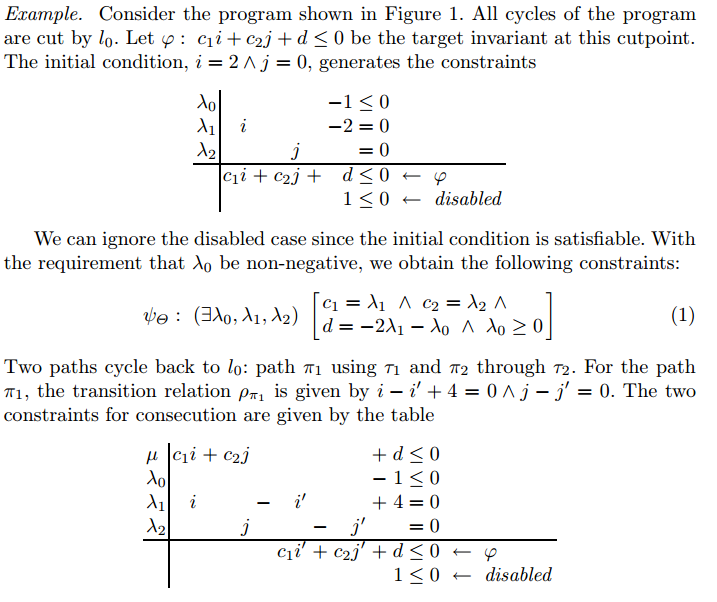 Example. Consider the program shown in Figure 1. All cycles of the program
are cut by l₀. Let φ : c₁i + c₂j + d ≤ 0 be the target invariant at this cutpoint.
The initial condition, i = 2 ∧ j = 0, generates the constraints
λ₀ −1 ≤ 0
λ₁ i −2 = 0
λ₂ j = 0
c₁i + c₂j + d ≤ 0 ← φ
1 ≤ 0 ← disabled
We can ignore the disabled case since the initial condition is satisfiable. With
the requirement that λ₀ be non-negative, we obtain the following constraints:
ψ_Θ : (∃λ₀, λ₁, λ₂) [c₁ = λ₁ ∧ c₂ = λ₂ ∧
d = −2λ₁ − λ₀ ∧ λ₀ ≥ 0] (1)
Two paths cycle back to l₀: path π₁ using τ₁ and π₂ through τ₂. For the path
π₁, the transition relation ρ_π₁ is given by i − i′ + 4 = 0 ∧ j − j′ = 0. The two
constraints for consecution are given by the table
μ c₁i + c₂j + d ≤ 0
λ₀ − 1 ≤ 0
λ₁ i − i′ + 4 = 0
λ₂ j − j′ = 0
c₁i′ + c₂j′ + d ≤ 0 ← φ
1 ≤ 0 ← disabled